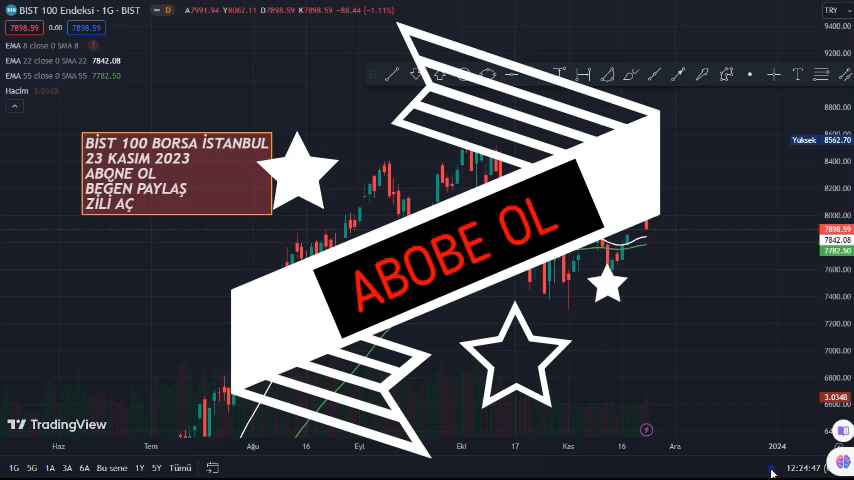 BIST 100 Endeksi · 1G · BIST
D
A7991.94 Y8062.11 D7898.59 K7898.59 −88.44 (−1.11%)
TRY
7898.59 0.00 7898.59
EMA 8 close 0 SMA 8
EMA 22 close 0 SMA 22 7842.08
EMA 55 close 0 SMA 55 7782.50
Hacim 3.034B
BİST 100 BORSA İSTANBUL
23 KASIM 2023
ABONE OL
BEĞEN PAYLAŞ
ZİLİ AÇ
ABOBE OL
9400.00
9200.00
8800.00
Yüksek 8562.70
8400.00
8200.00
8000.00
7898.59
7842.08
7782.50
7600.00
7400.00
7200.00
7000.00
6800.00
3.034B
6600.00
TradingView
Haz Tem Ağu 16 Eyl Eki 17 Kas 16 Ara 2024
1G 5G 1A 3A 6A Bu sene 1Y 5Y Tümü
12:24:47